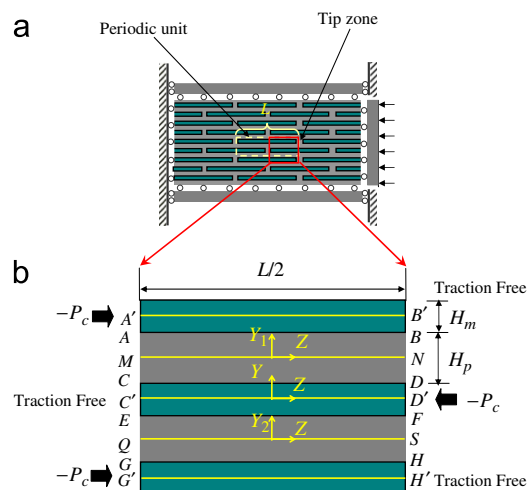 a
Periodic unit
Tip zone
L
b
L/2
Traction Free
−P_c
A′
B′
H_m
A
Y_1
Z
B
M
N
H_p
C
Y
D
Traction Free
C′
Z
D′
−P_c
E
Y_2
F
Q
Z
S
G
H
−P_c
G′
H′
Traction Free